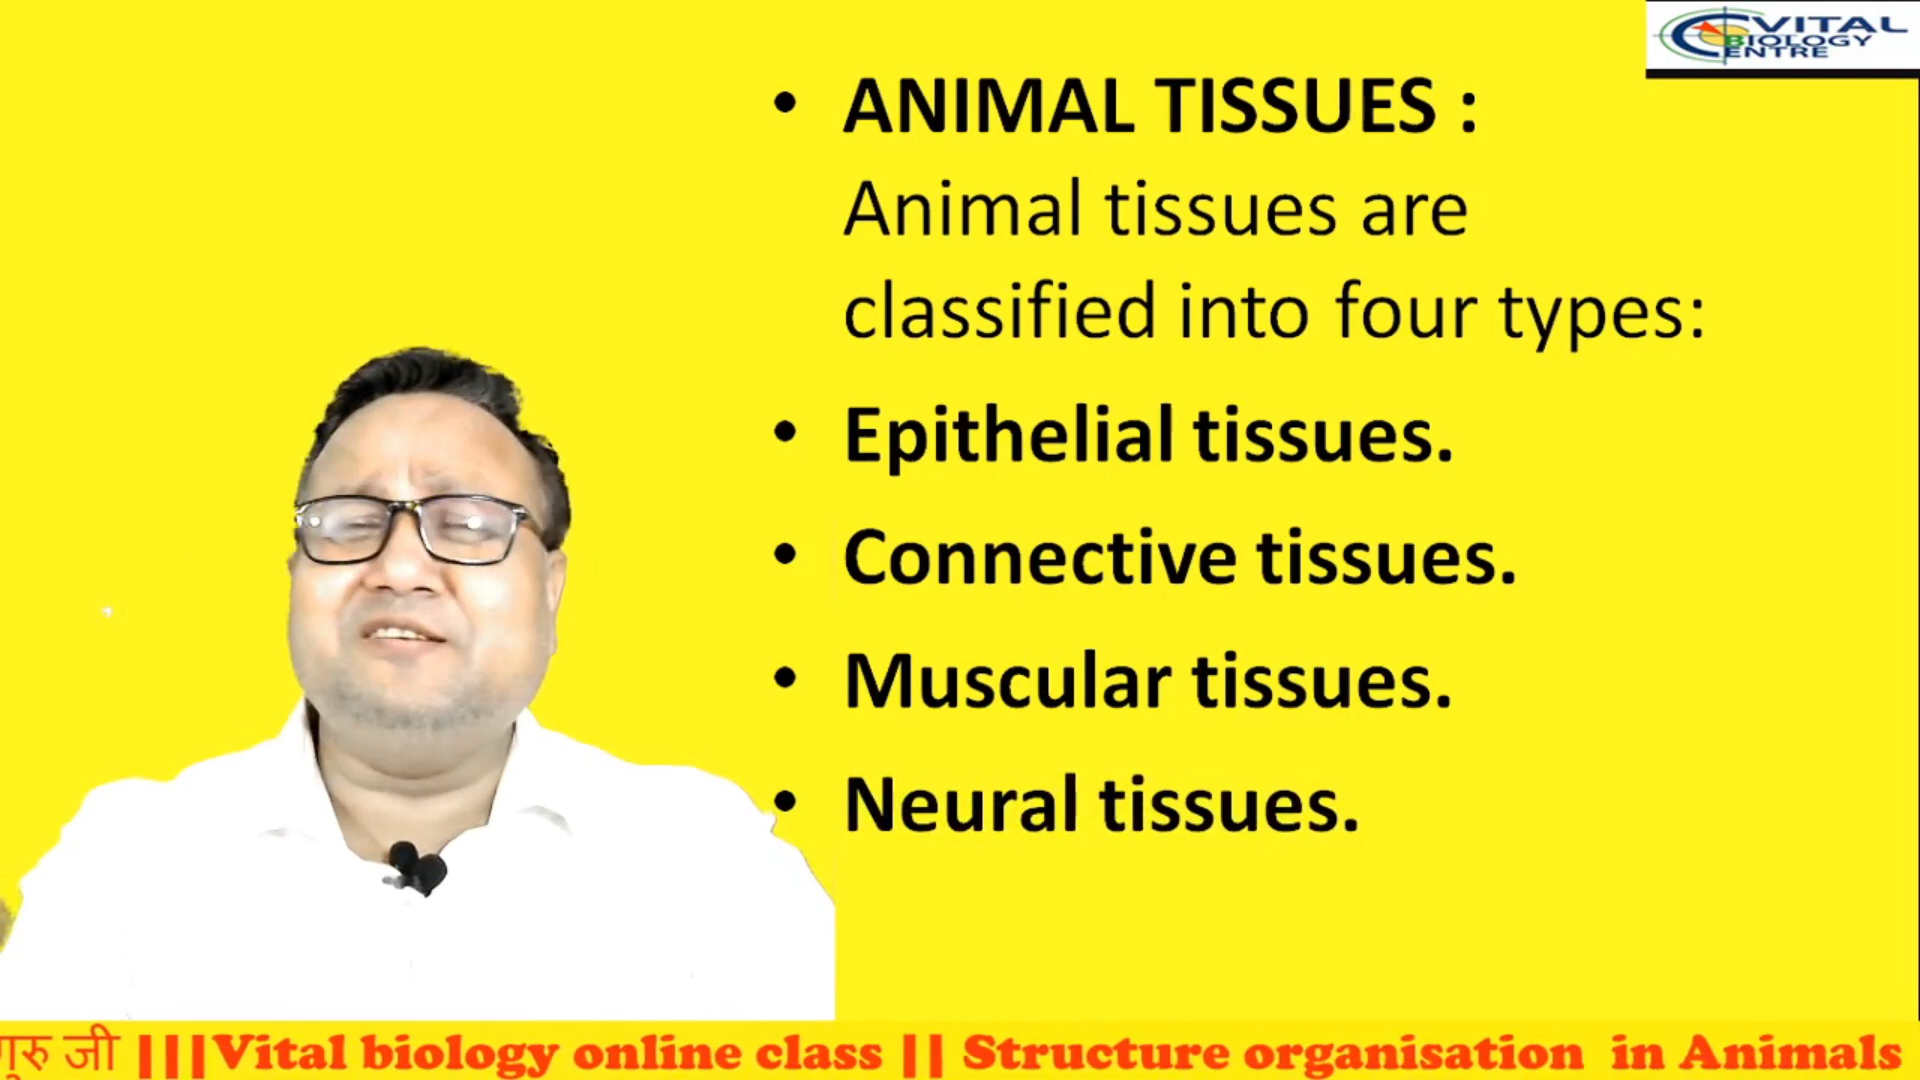 VITAL
BIOLOGY
CENTRE
• ANIMAL TISSUES :
Animal tissues are
classified into four types:
• Epithelial tissues.
• Connective tissues.
• Muscular tissues.
• Neural tissues.
गुरु जी |||Vital biology online class || Structure organisation in Animals